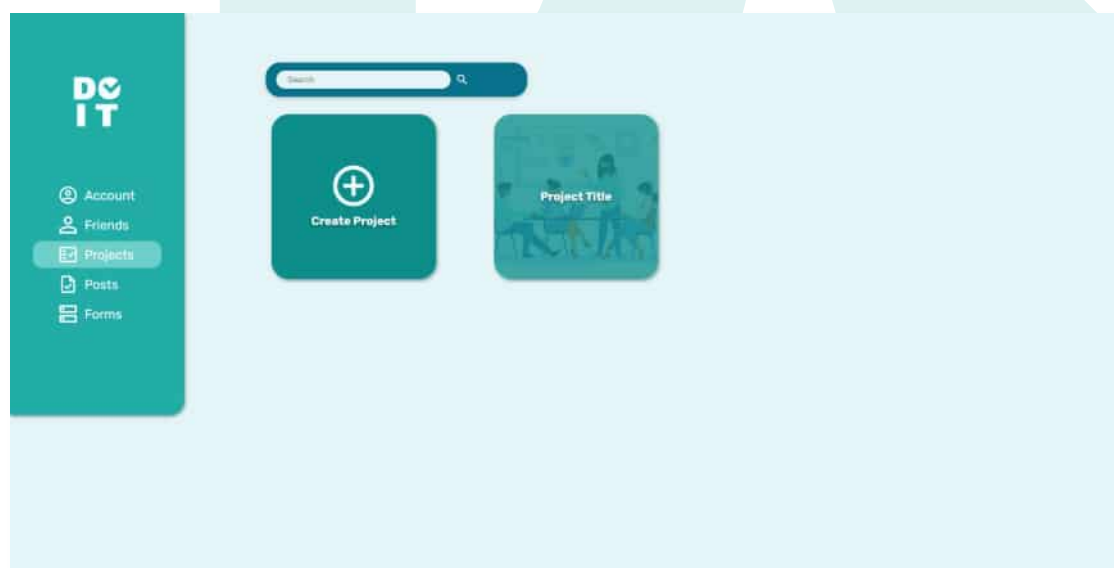 DO
IT
Search
Account
Friends
Projects
Posts
Forms
Create Project
Project Title